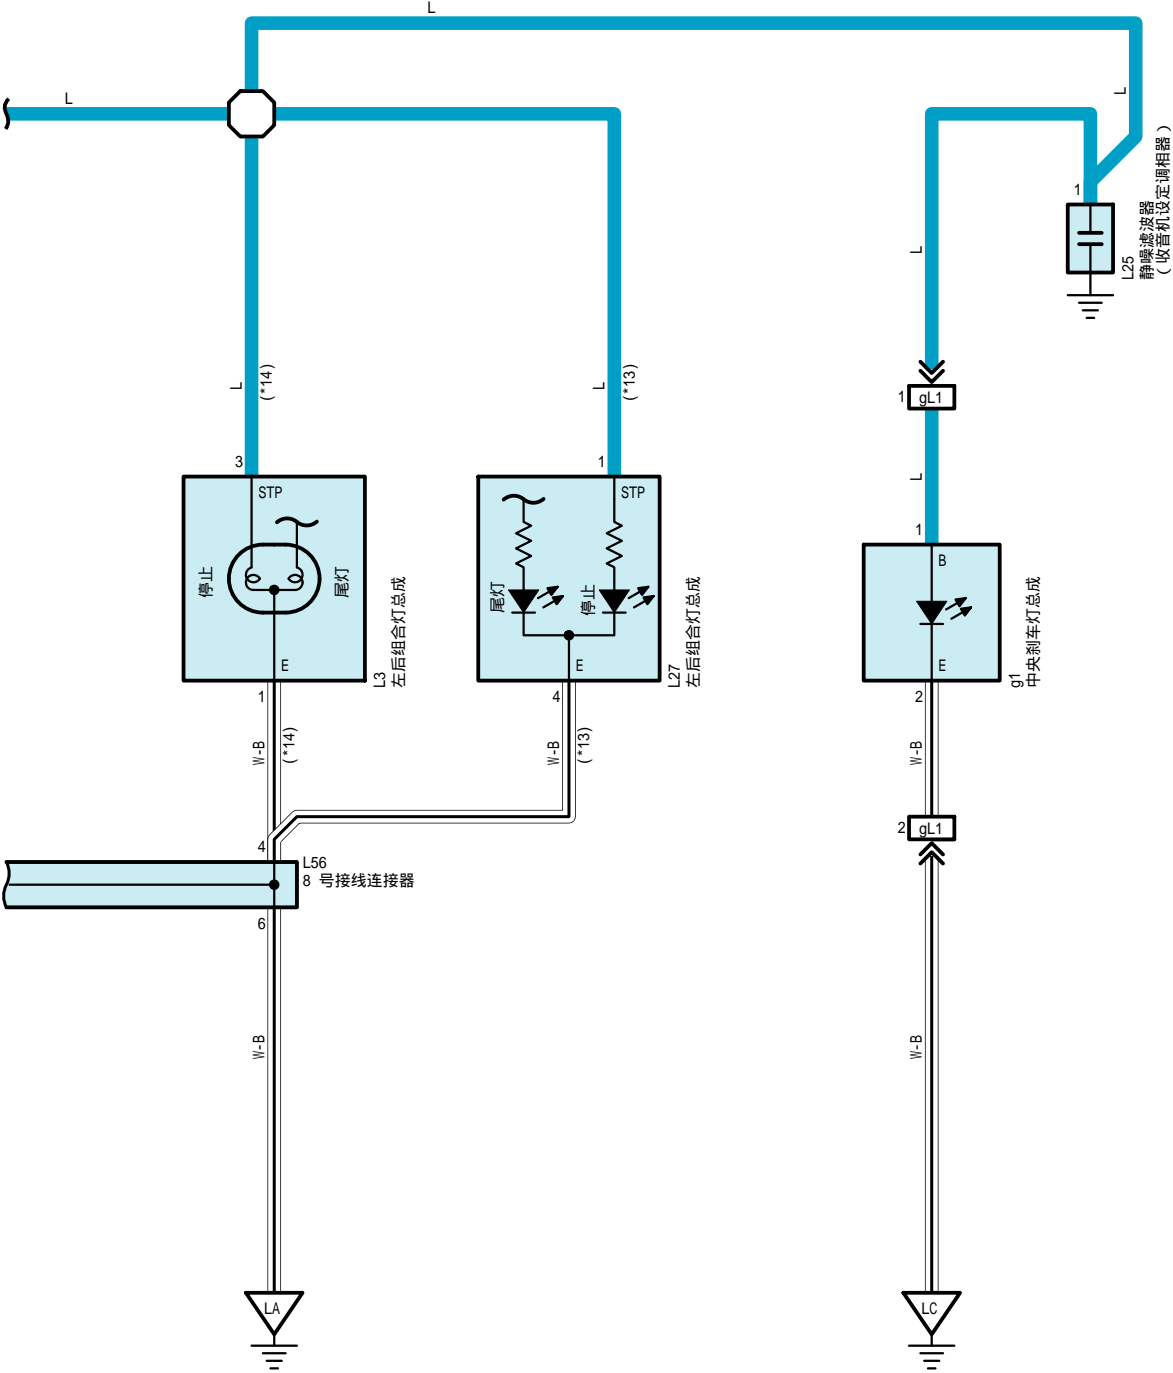 L
L
L
1
L25
静噪滤波器
（收音机设定调相器）
L
L
(*14)
L
(*13)
1
gL1
L
3
STP
停止
尾灯
E
L3
左后组合灯总成
1
STP
尾灯
停止
E
L27
左后组合灯总成
1
B
E
g1
中央刹车灯总成
1
W-B
(*14)
4
W-B
(*13)
2
W-B
2
gL1
4
L56
8 号接线连接器
6
W-B
W-B
LA
LC